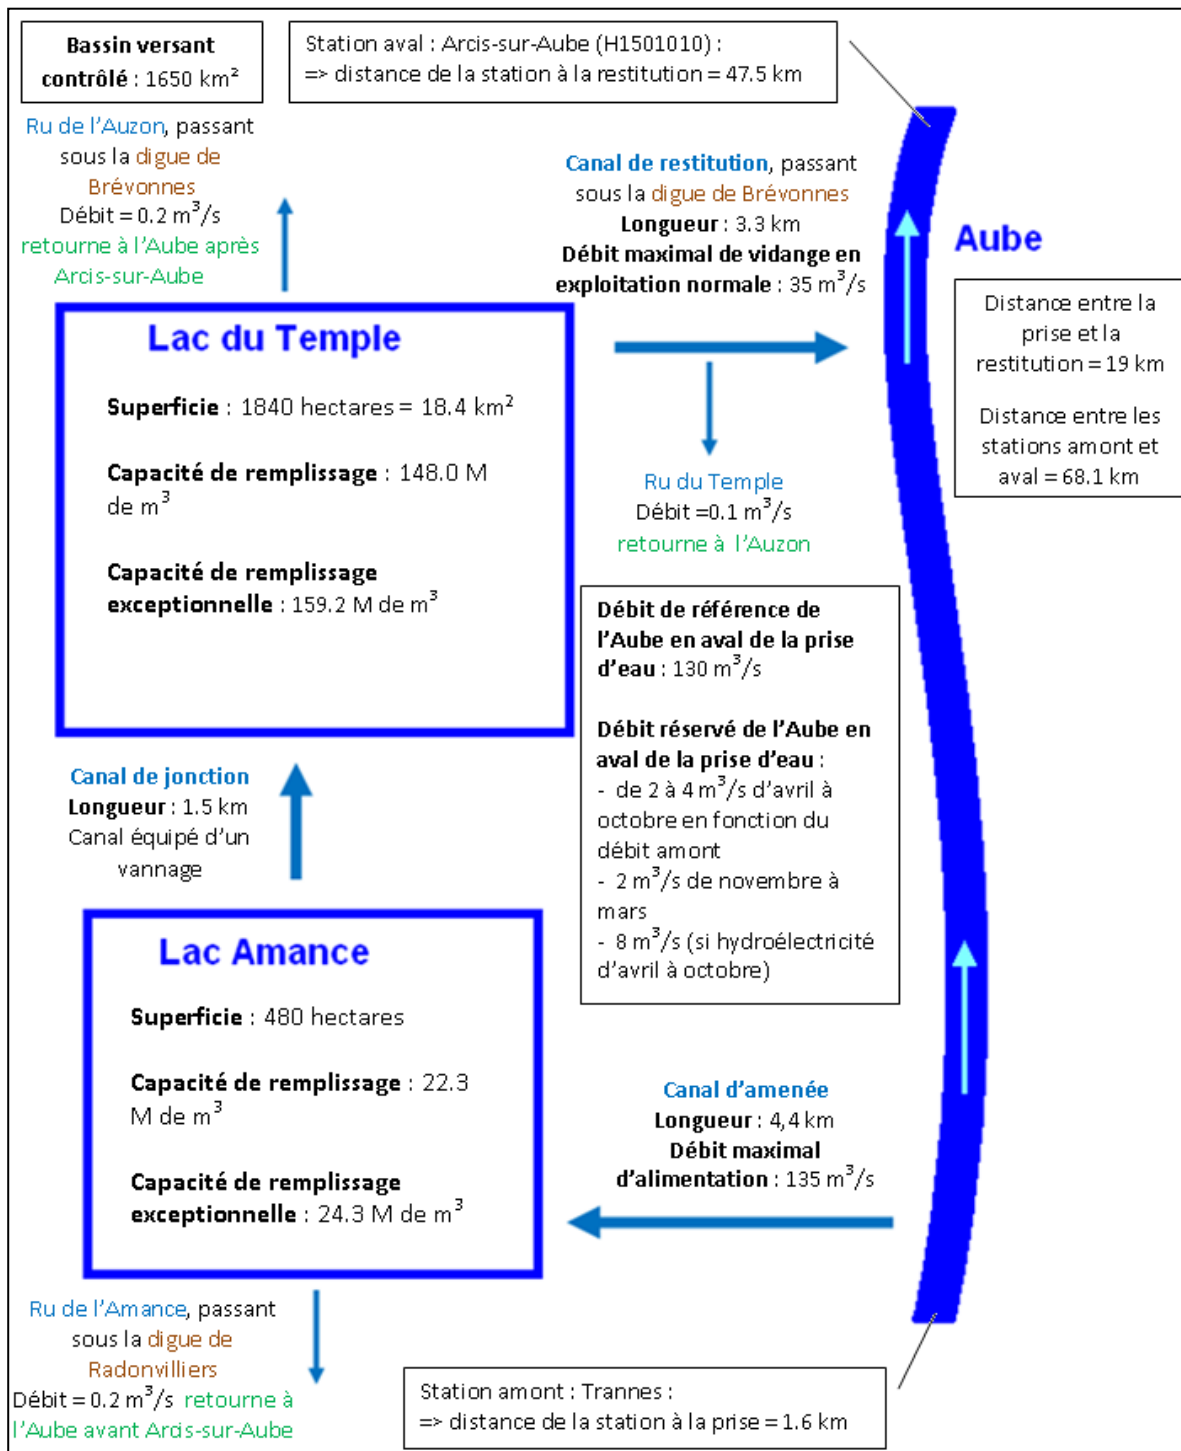 Bassin versant
contrôlé : 1650 km²
Station aval : Arcis-sur-Aube (H1501010) :
=> distance de la station à la restitution = 47.5 km
Ru de l'Auzon, passant
sous la digue de
Brévonnes
Débit = 0.2 m³/s
retourne à l'Aube après
Arcis-sur-Aube
Canal de restitution, passant
sous la digue de Brévonnes
Longueur : 3.3 km
Débit maximal de vidange en
exploitation normale : 35 m³/s
Aube
Distance entre la
prise et la
restitution = 19 km
Distance entre les
stations amont et
aval = 68.1 km
Lac du Temple
Superficie : 1840 hectares = 18.4 km²
Capacité de remplissage : 148.0 M
de m³
Capacité de remplissage
exceptionnelle : 159.2 M de m³
Ru du Temple
Débit =0.1 m³/s
retourne à l'Auzon
Débit de référence de
l'Aube en aval de la prise
d'eau : 130 m³/s
Débit réservé de l'Aube en
aval de la prise d'eau :
- de 2 à 4 m³/s d'avril à
octobre en fonction du
débit amont
- 2 m³/s de novembre à
mars
- 8 m³/s (si hydroélectricité
d'avril à octobre)
Canal de jonction
Longueur : 1.5 km
Canal équipé d'un
vannage
Lac Amance
Superficie : 480 hectares
Capacité de remplissage : 22.3
M de m³
Capacité de remplissage
exceptionnelle : 24.3 M de m³
Canal d'amenée
Longueur : 4,4 km
Débit maximal
d'alimentation : 135 m³/s
Ru de l'Amance, passant
sous la digue de
Radonvilliers
Débit = 0.2 m³/s retourne à
l'Aube avant Arcis-sur-Aube
Station amont : Trannes :
=> distance de la station à la prise = 1.6 km